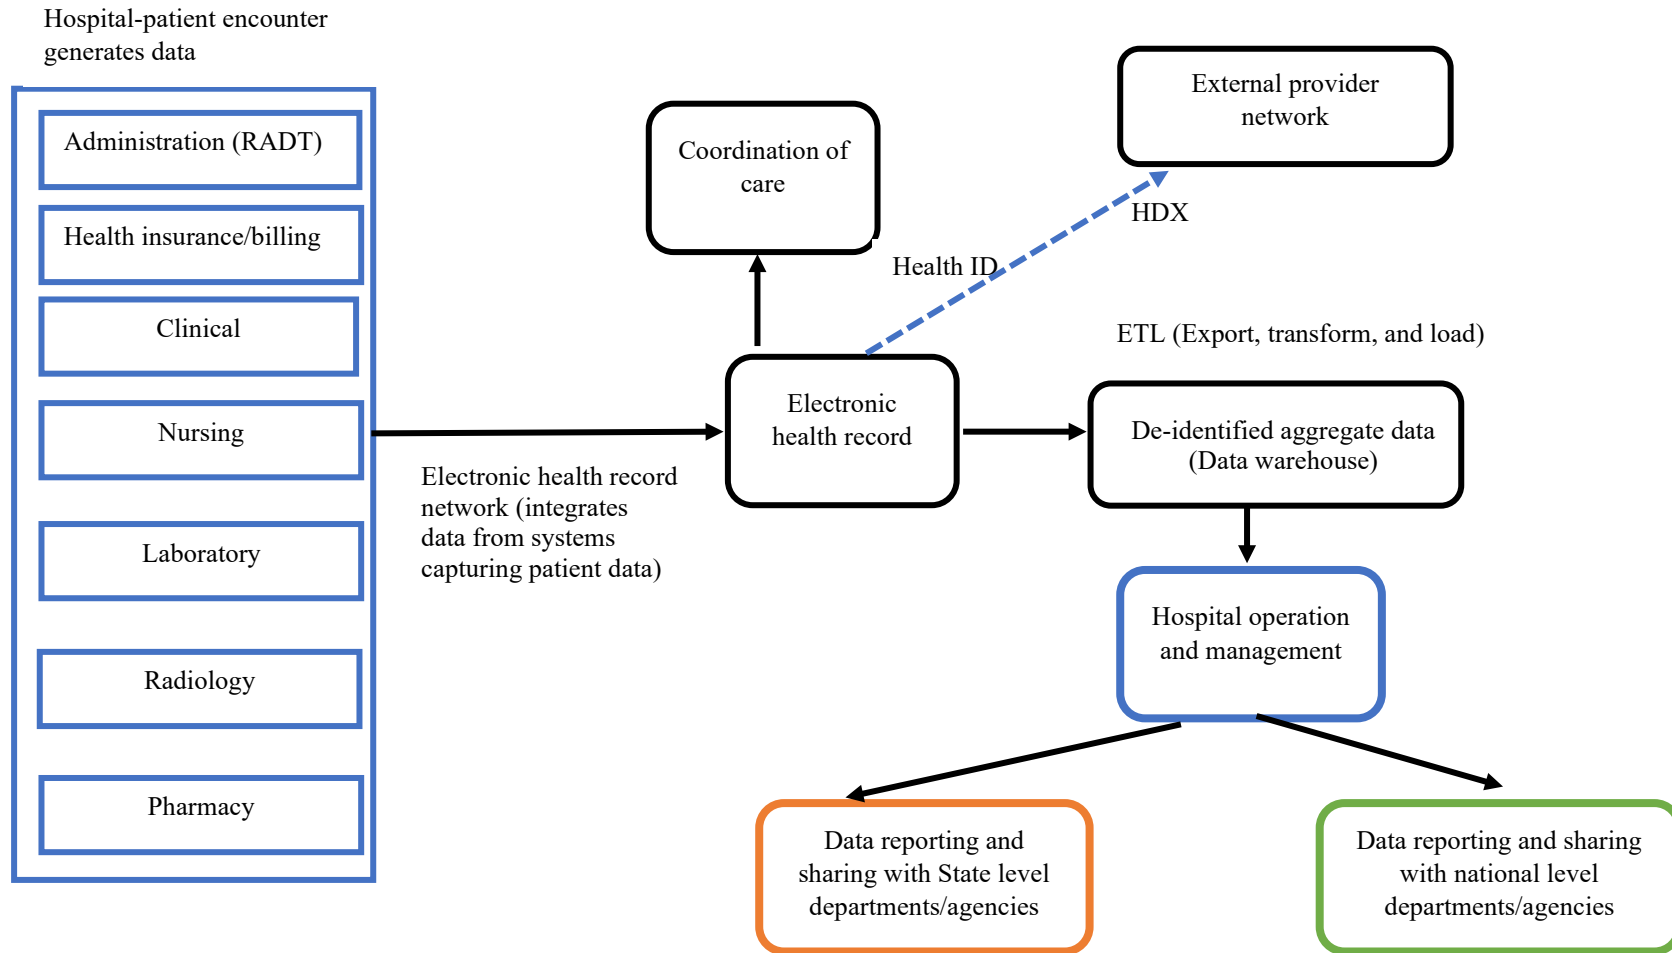 Hospital-patient encounter
generates data
Administration (RADT)
Health insurance/billing
Clinical
Nursing
Laboratory
Radiology
Pharmacy
Electronic health record
network (integrates
data from systems
capturing patient data)
Coordination of
care
Electronic
health record
Health ID
HDX
External provider
network
ETL (Export, transform, and load)
De-identified aggregate data
(Data warehouse)
Hospital operation
and management
Data reporting and
sharing with State level
departments/agencies
Data reporting and sharing
with national level
departments/agencies